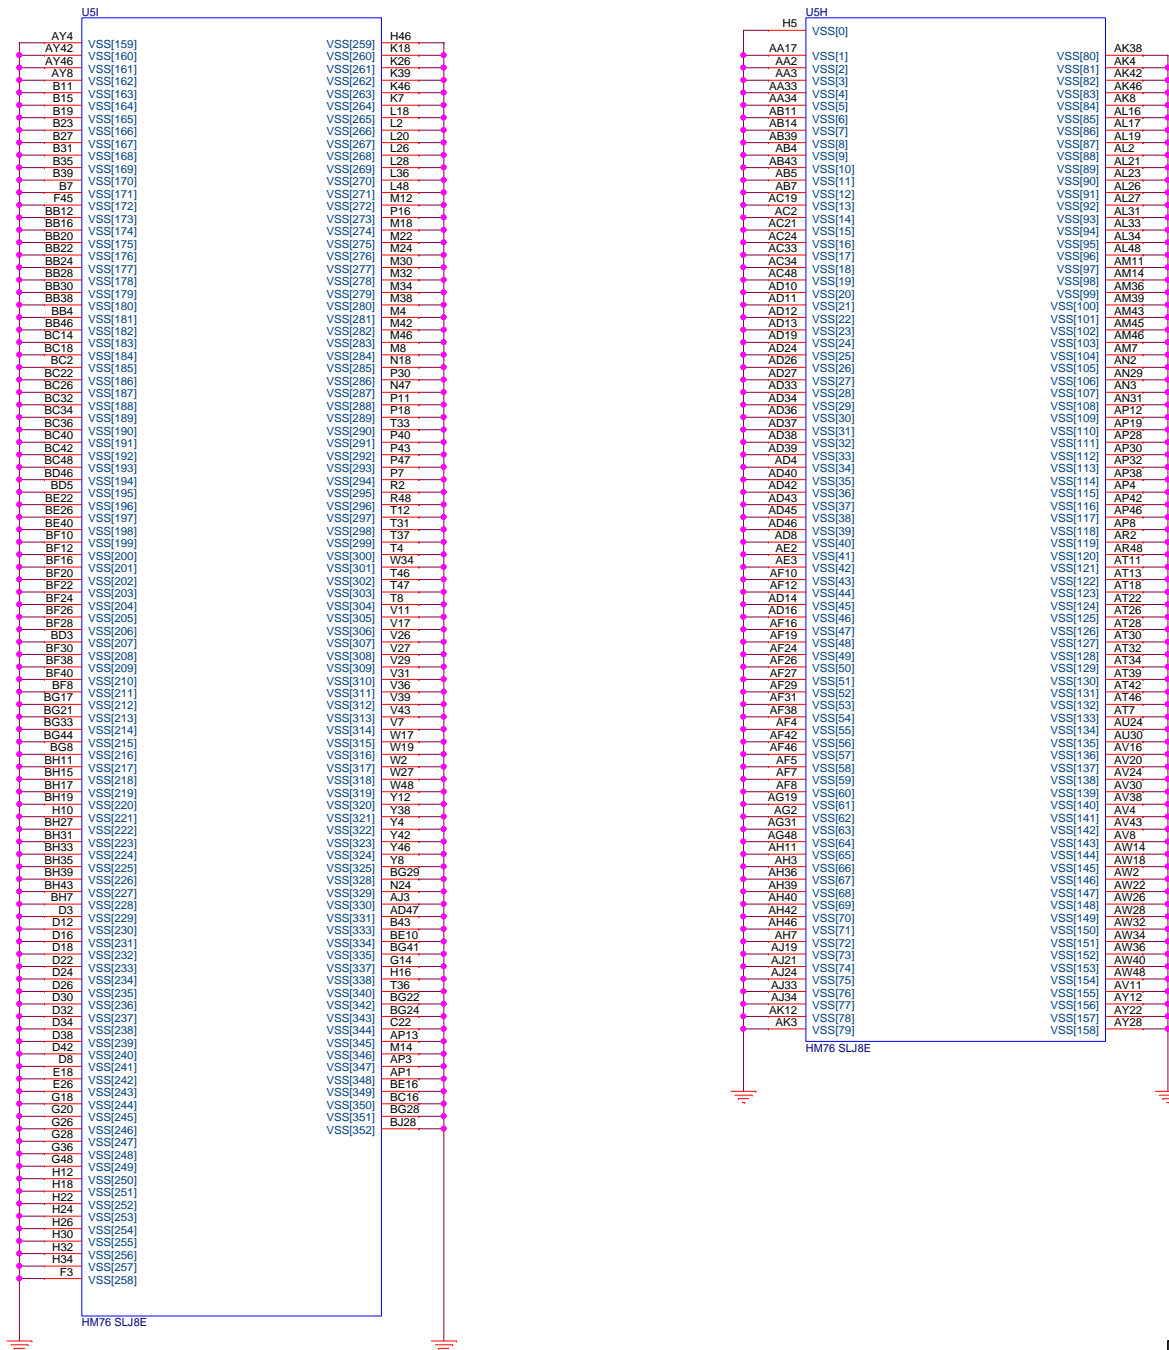 U5I
AY4 VSS[159]
AY42 VSS[160]
AY46 VSS[161]
AY8 VSS[162]
B11 VSS[163]
B15 VSS[164]
B19 VSS[165]
B23 VSS[166]
B27 VSS[167]
B31 VSS[168]
B35 VSS[169]
B39 VSS[170]
B7 VSS[171]
F45 VSS[172]
BB12 VSS[173]
BB16 VSS[174]
BB20 VSS[175]
BB22 VSS[176]
BB24 VSS[177]
BB28 VSS[178]
BB30 VSS[179]
BB38 VSS[180]
BB4 VSS[181]
BB46 VSS[182]
BC14 VSS[183]
BC18 VSS[184]
BC2 VSS[185]
BC22 VSS[186]
BC26 VSS[187]
BC32 VSS[188]
BC34 VSS[189]
BC36 VSS[190]
BC40 VSS[191]
BC42 VSS[192]
BC48 VSS[193]
BD46 VSS[194]
BD5 VSS[195]
BE22 VSS[196]
BE26 VSS[197]
BE40 VSS[198]
BF10 VSS[199]
BF12 VSS[200]
BF16 VSS[201]
BF20 VSS[202]
BF22 VSS[203]
BF24 VSS[204]
BF26 VSS[205]
BF28 VSS[206]
BD3 VSS[207]
BF30 VSS[208]
BF38 VSS[209]
BF40 VSS[210]
BF8 VSS[211]
BG17 VSS[212]
BG21 VSS[213]
BG33 VSS[214]
BG44 VSS[215]
BG8 VSS[216]
BH11 VSS[217]
BH15 VSS[218]
BH17 VSS[219]
BH19 VSS[220]
H10 VSS[221]
BH27 VSS[222]
BH31 VSS[223]
BH33 VSS[224]
BH35 VSS[225]
BH39 VSS[226]
BH43 VSS[227]
BH7 VSS[228]
D3 VSS[229]
D12 VSS[230]
D16 VSS[231]
D18 VSS[232]
D22 VSS[233]
D24 VSS[234]
D26 VSS[235]
D30 VSS[236]
D32 VSS[237]
D34 VSS[238]
D38 VSS[239]
D42 VSS[240]
D8 VSS[241]
E18 VSS[242]
E26 VSS[243]
G18 VSS[244]
G20 VSS[245]
G26 VSS[246]
G28 VSS[247]
G36 VSS[248]
G48 VSS[249]
H12 VSS[250]
H18 VSS[251]
H22 VSS[252]
H24 VSS[253]
H26 VSS[254]
H30 VSS[255]
H32 VSS[256]
H34 VSS[257]
F3 VSS[258]
VSS[259] H46
VSS[260] K18
VSS[261] K26
VSS[262] K39
VSS[263] K46
VSS[264] K7
VSS[265] L18
VSS[266] L2
VSS[267] L20
VSS[268] L26
VSS[269] L28
VSS[270] L36
VSS[271] L48
VSS[272] M12
VSS[273] P16
VSS[274] M18
VSS[275] M22
VSS[276] M24
VSS[277] M30
VSS[278] M32
VSS[279] M34
VSS[280] M38
VSS[281] M4
VSS[282] M42
VSS[283] M46
VSS[284] M8
VSS[285] N18
VSS[286] P30
VSS[287] N47
VSS[288] P11
VSS[289] P18
VSS[290] T33
VSS[291] P40
VSS[292] P43
VSS[293] P47
VSS[294] P7
VSS[295] R2
VSS[296] R48
VSS[297] T12
VSS[298] T31
VSS[299] T37
VSS[300] T4
VSS[301] W34
VSS[302] T46
VSS[303] T47
VSS[304] T8
VSS[305] V11
VSS[306] V17
VSS[307] V26
VSS[308] V27
VSS[309] V29
VSS[310] V31
VSS[311] V36
VSS[312] V39
VSS[313] V43
VSS[314] V7
VSS[315] W17
VSS[316] W19
VSS[317] W2
VSS[318] W27
VSS[319] W48
VSS[320] Y12
VSS[321] Y38
VSS[322] Y4
VSS[323] Y42
VSS[324] Y46
VSS[325] Y8
VSS[328] BG29
VSS[329] N24
VSS[330] AJ3
VSS[331] AD47
VSS[333] B43
VSS[334] BE10
VSS[335] BG41
VSS[337] G14
VSS[338] H16
VSS[340] T36
VSS[342] BG22
VSS[343] BG24
VSS[344] C22
VSS[345] AP13
VSS[346] M14
VSS[347] AP3
VSS[348] AP1
VSS[349] BE16
VSS[350] BC16
VSS[351] BG28
VSS[352] BJ28
HM76 SLJ8E
U5H
H5 VSS[0]
AA17 VSS[1]
AA2 VSS[2]
AA3 VSS[3]
AA33 VSS[4]
AA34 VSS[5]
AB11 VSS[6]
AB14 VSS[7]
AB39 VSS[8]
AB4 VSS[9]
AB43 VSS[10]
AB5 VSS[11]
AB7 VSS[12]
AC19 VSS[13]
AC2 VSS[14]
AC21 VSS[15]
AC24 VSS[16]
AC33 VSS[17]
AC34 VSS[18]
AC48 VSS[19]
AD10 VSS[20]
AD11 VSS[21]
AD12 VSS[22]
AD13 VSS[23]
AD19 VSS[24]
AD24 VSS[25]
AD26 VSS[26]
AD27 VSS[27]
AD33 VSS[28]
AD34 VSS[29]
AD36 VSS[30]
AD37 VSS[31]
AD38 VSS[32]
AD39 VSS[33]
AD4 VSS[34]
AD40 VSS[35]
AD42 VSS[36]
AD43 VSS[37]
AD45 VSS[38]
AD46 VSS[39]
AD8 VSS[40]
AE2 VSS[41]
AE3 VSS[42]
AF10 VSS[43]
AF12 VSS[44]
AD14 VSS[45]
AD16 VSS[46]
AF16 VSS[47]
AF19 VSS[48]
AF24 VSS[49]
AF26 VSS[50]
AF27 VSS[51]
AF29 VSS[52]
AF31 VSS[53]
AF38 VSS[54]
AF4 VSS[55]
AF42 VSS[56]
AF46 VSS[57]
AF5 VSS[58]
AF7 VSS[59]
AF8 VSS[60]
AG19 VSS[61]
AG2 VSS[62]
AG31 VSS[63]
AG48 VSS[64]
AH11 VSS[65]
AH3 VSS[66]
AH36 VSS[67]
AH39 VSS[68]
AH40 VSS[69]
AH42 VSS[70]
AH46 VSS[71]
AH7 VSS[72]
AJ19 VSS[73]
AJ21 VSS[74]
AJ24 VSS[75]
AJ33 VSS[76]
AJ34 VSS[77]
AK12 VSS[78]
AK3 VSS[79]
VSS[80] AK38
VSS[81] AK4
VSS[82] AK42
VSS[83] AK46
VSS[84] AK8
VSS[85] AL16
VSS[86] AL17
VSS[87] AL19
VSS[88] AL2
VSS[89] AL21
VSS[90] AL23
VSS[91] AL26
VSS[92] AL27
VSS[93] AL31
VSS[94] AL33
VSS[95] AL34
VSS[96] AL48
VSS[97] AM11
VSS[98] AM14
VSS[99] AM36
VSS[100] AM39
VSS[101] AM43
VSS[102] AM45
VSS[103] AM46
VSS[104] AM7
VSS[105] AN2
VSS[106] AN29
VSS[107] AN3
VSS[108] AN31
VSS[109] AP12
VSS[110] AP19
VSS[111] AP28
VSS[112] AP30
VSS[113] AP32
VSS[114] AP38
VSS[115] AP4
VSS[116] AP42
VSS[117] AP46
VSS[118] AP8
VSS[119] AR2
VSS[120] AR48
VSS[121] AT11
VSS[122] AT13
VSS[123] AT18
VSS[124] AT22
VSS[125] AT26
VSS[126] AT28
VSS[127] AT30
VSS[128] AT32
VSS[129] AT34
VSS[130] AT39
VSS[131] AT42
VSS[132] AT46
VSS[133] AT7
VSS[134] AU24
VSS[135] AU30
VSS[136] AV16
VSS[137] AV20
VSS[138] AV24
VSS[139] AV30
VSS[140] AV38
VSS[141] AV4
VSS[142] AV43
VSS[143] AV8
VSS[144] AW14
VSS[145] AW18
VSS[146] AW2
VSS[147] AW22
VSS[148] AW26
VSS[149] AW28
VSS[150] AW32
VSS[151] AW34
VSS[152] AW36
VSS[153] AW40
VSS[154] AW48
VSS[155] AV11
VSS[156] AY12
VSS[157] AY22
VSS[158] AY28
HM76 SLJ8E